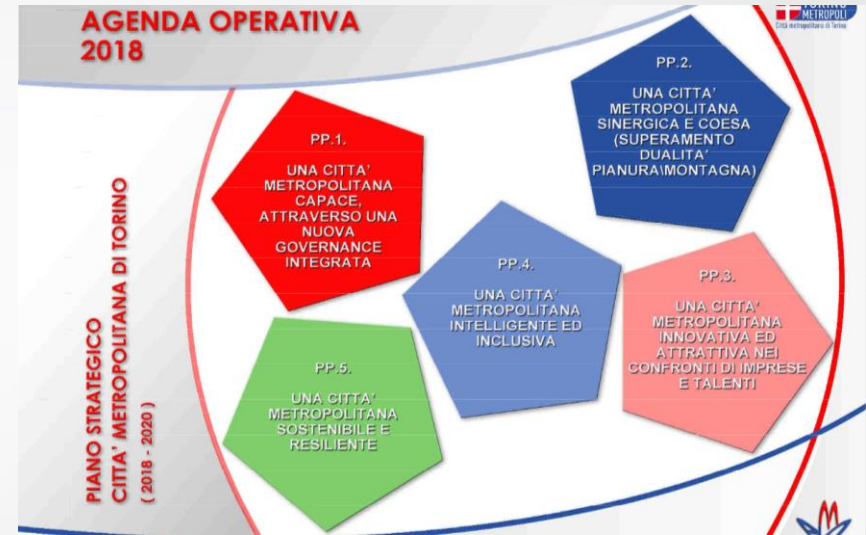 AGENDA OPERATIVA
2018
TORINO
METROPOLI
Città metropolitana di Torino
PIANO STRATEGICO
CITTA' METROPOLITANA DI TORINO
( 2018 - 2020 )
PP.1.
UNA CITTA'
METROPOLITANA
CAPACE,
ATTRAVERSO UNA
NUOVA
GOVERNANCE
INTEGRATA
PP.2.
UNA CITTA'
METROPOLITANA
SINERGICA E COESA
(SUPERAMENTO
DUALITA'
PIANURA\MONTAGNA)
PP.4.
UNA CITTA'
METROPOLITANA
INTELLIGENTE ED
INCLUSIVA
PP.3.
UNA CITTA'
METROPOLITANA
INNOVATIVA ED
ATTRATTIVA NEI
CONFRONTI DI IMPRESE
E TALENTI
PP.5.
UNA CITTA'
METROPOLITANA
SOSTENIBILE E
RESILIENTE